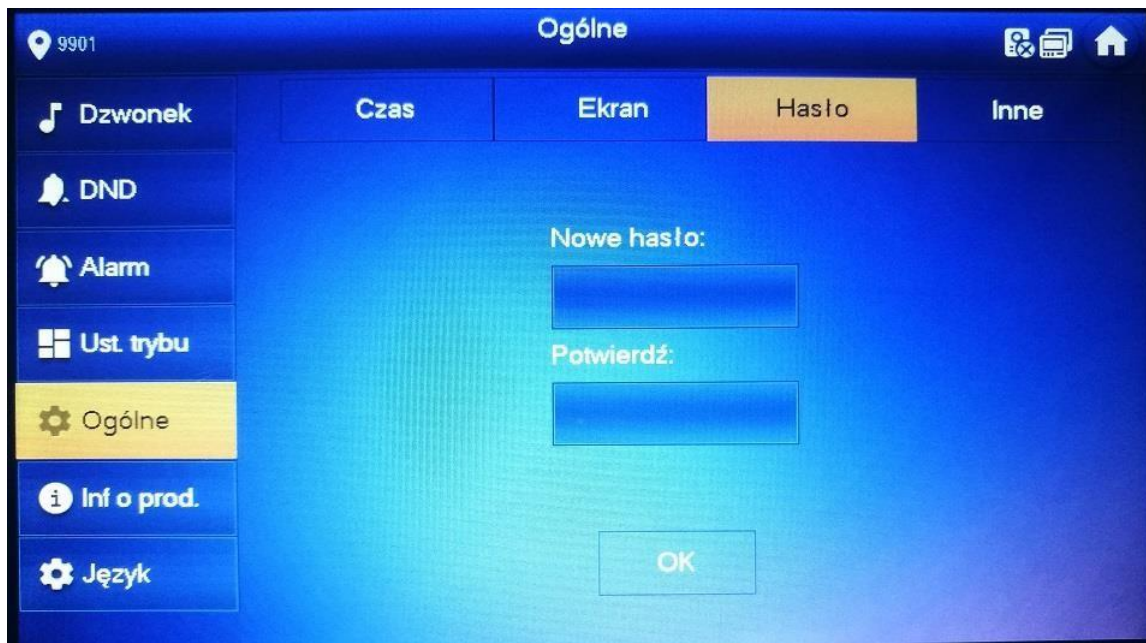 9901
Ogólne
Dzwonek
DND
Alarm
Ust. trybu
Ogólne
Inf o prod.
Język
Czas
Ekran
Hasło
Inne
Nowe hasło:
Potwierdź:
OK